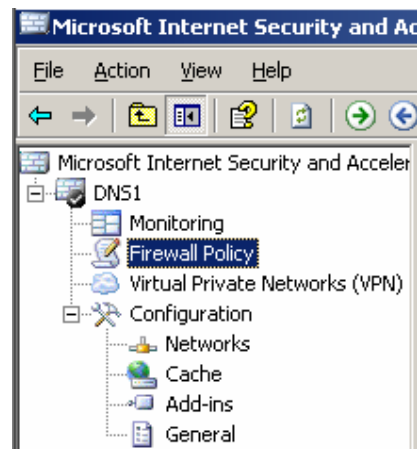 Microsoft Internet Security and Ac
File Action View Help
Microsoft Internet Security and Acceler
DNS1
Monitoring
Firewall Policy
Virtual Private Networks (VPN)
Configuration
Networks
Cache
Add-ins
General